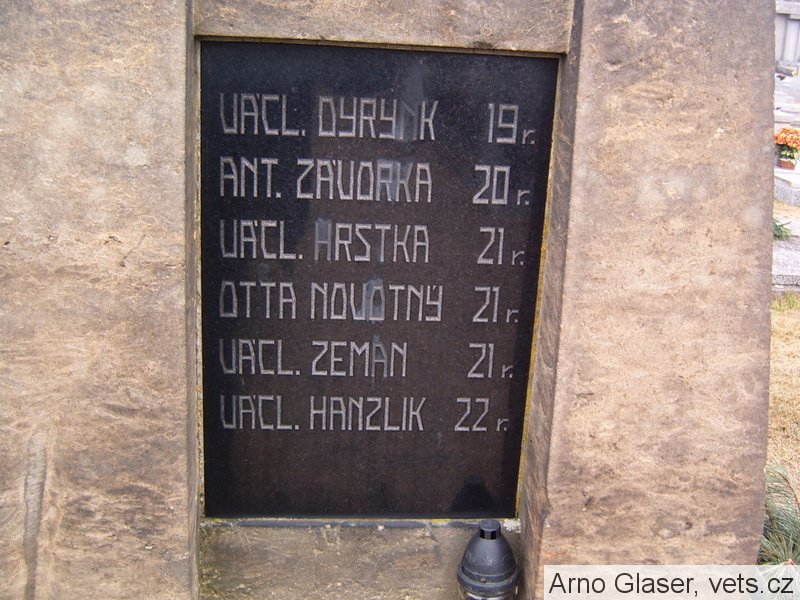 VÁCL. DYRYNK 19 r.
ANT. ZÁVORKA 20 r.
VÁCL. HRSTKA 21 r.
OTTA NOVOTNÝ 21 r.
VÁCL. ZEMAN 21 r.
VÁCL. HANZLIK 22 r.
Arno Glaser, vets.cz